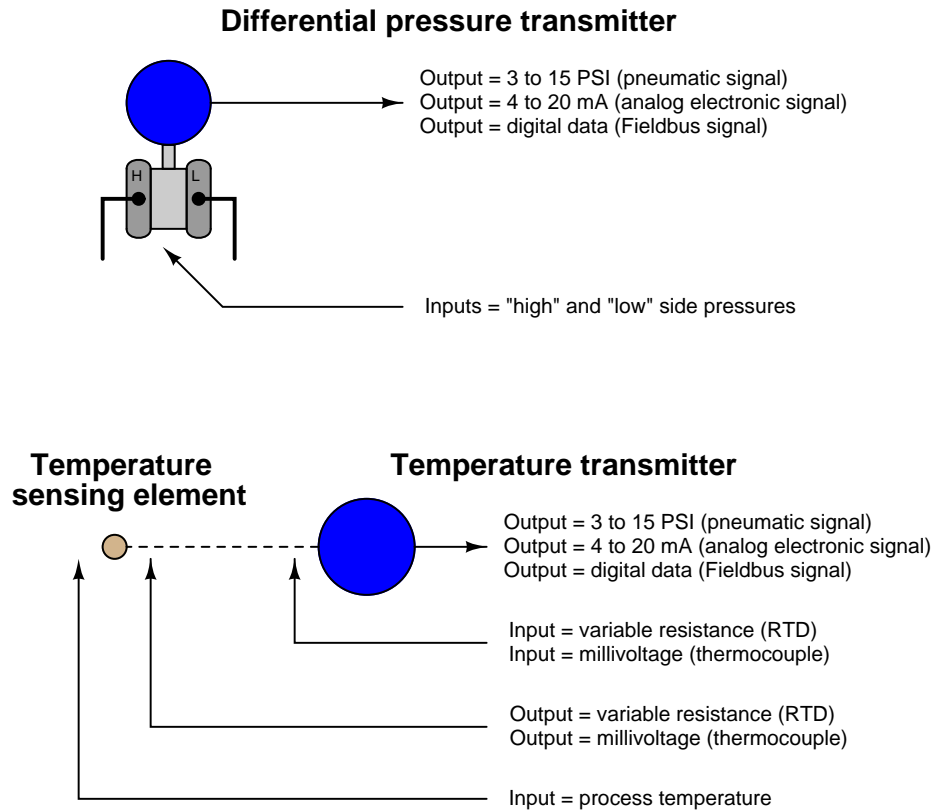 Differential pressure transmitter
Output = 3 to 15 PSI (pneumatic signal)
Output = 4 to 20 mA (analog electronic signal)
Output = digital data (Fieldbus signal)
H
L
Inputs = "high" and "low" side pressures
Temperature
sensing element
Temperature transmitter
Output = 3 to 15 PSI (pneumatic signal)
Output = 4 to 20 mA (analog electronic signal)
Output = digital data (Fieldbus signal)
Input = variable resistance (RTD)
Input = millivoltage (thermocouple)
Output = variable resistance (RTD)
Output = millivoltage (thermocouple)
Input = process temperature